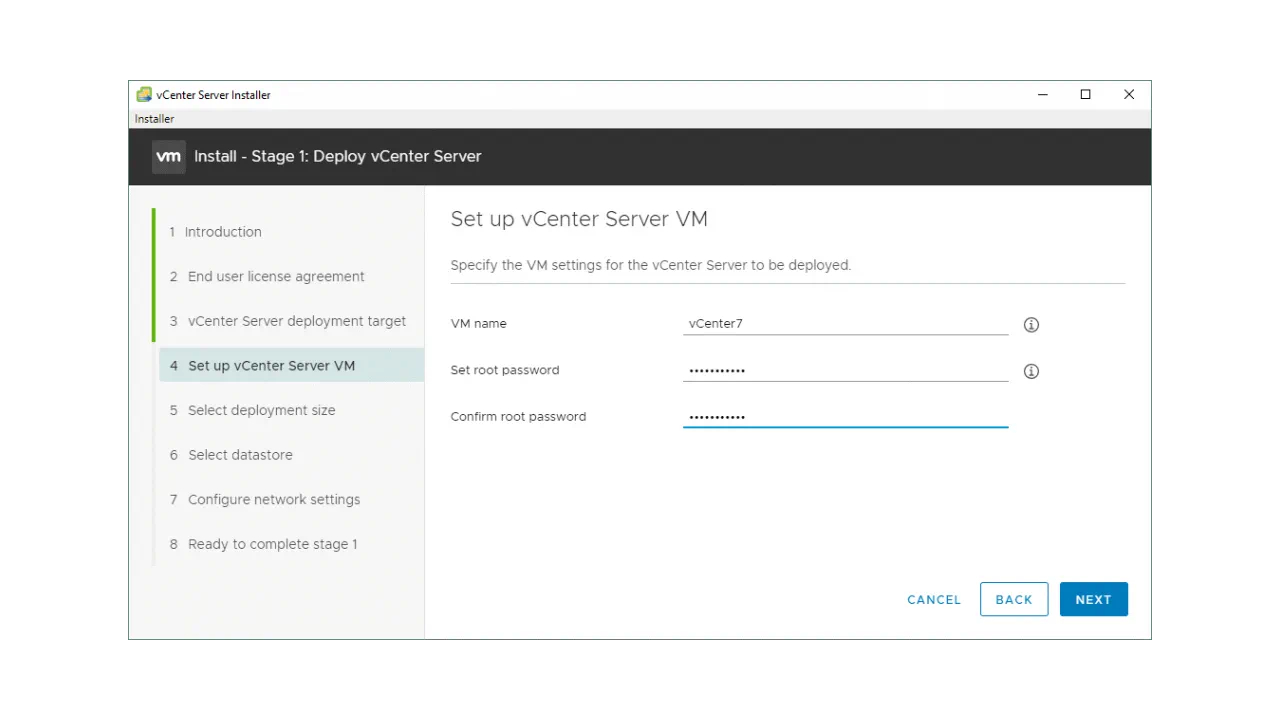 vCenter Server Installer
Installer
vm Install - Stage 1: Deploy vCenter Server
1 Introduction
2 End user license agreement
3 vCenter Server deployment target
4 Set up vCenter Server VM
5 Select deployment size
6 Select datastore
7 Configure network settings
8 Ready to complete stage 1
Set up vCenter Server VM
Specify the VM settings for the vCenter Server to be deployed.
VM name vCenter7
Set root password •••••••••••
Confirm root password •••••••••••
CANCEL BACK NEXT